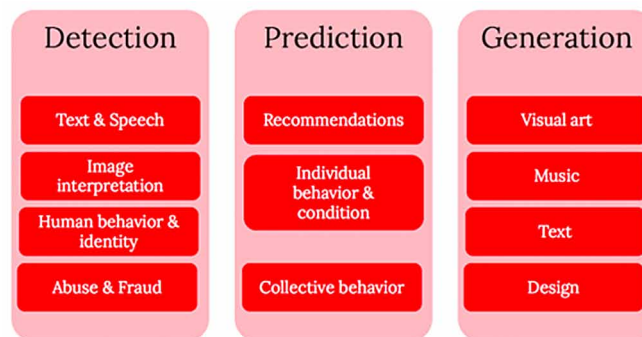 Detection
Text & Speech
Image
interpretation
Human behavior &
identity
Abuse & Fraud
Prediction
Recommendations
Individual
behavior &
condition
Collective behavior
Generation
Visual art
Music
Text
Design